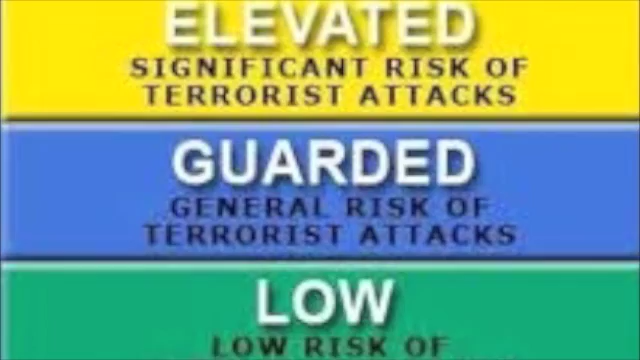 ELEVATED
SIGNIFICANT RISK OF
TERRORIST ATTACKS
GUARDED
GENERAL RISK OF
TERRORIST ATTACKS
LOW
LOW RISK OF